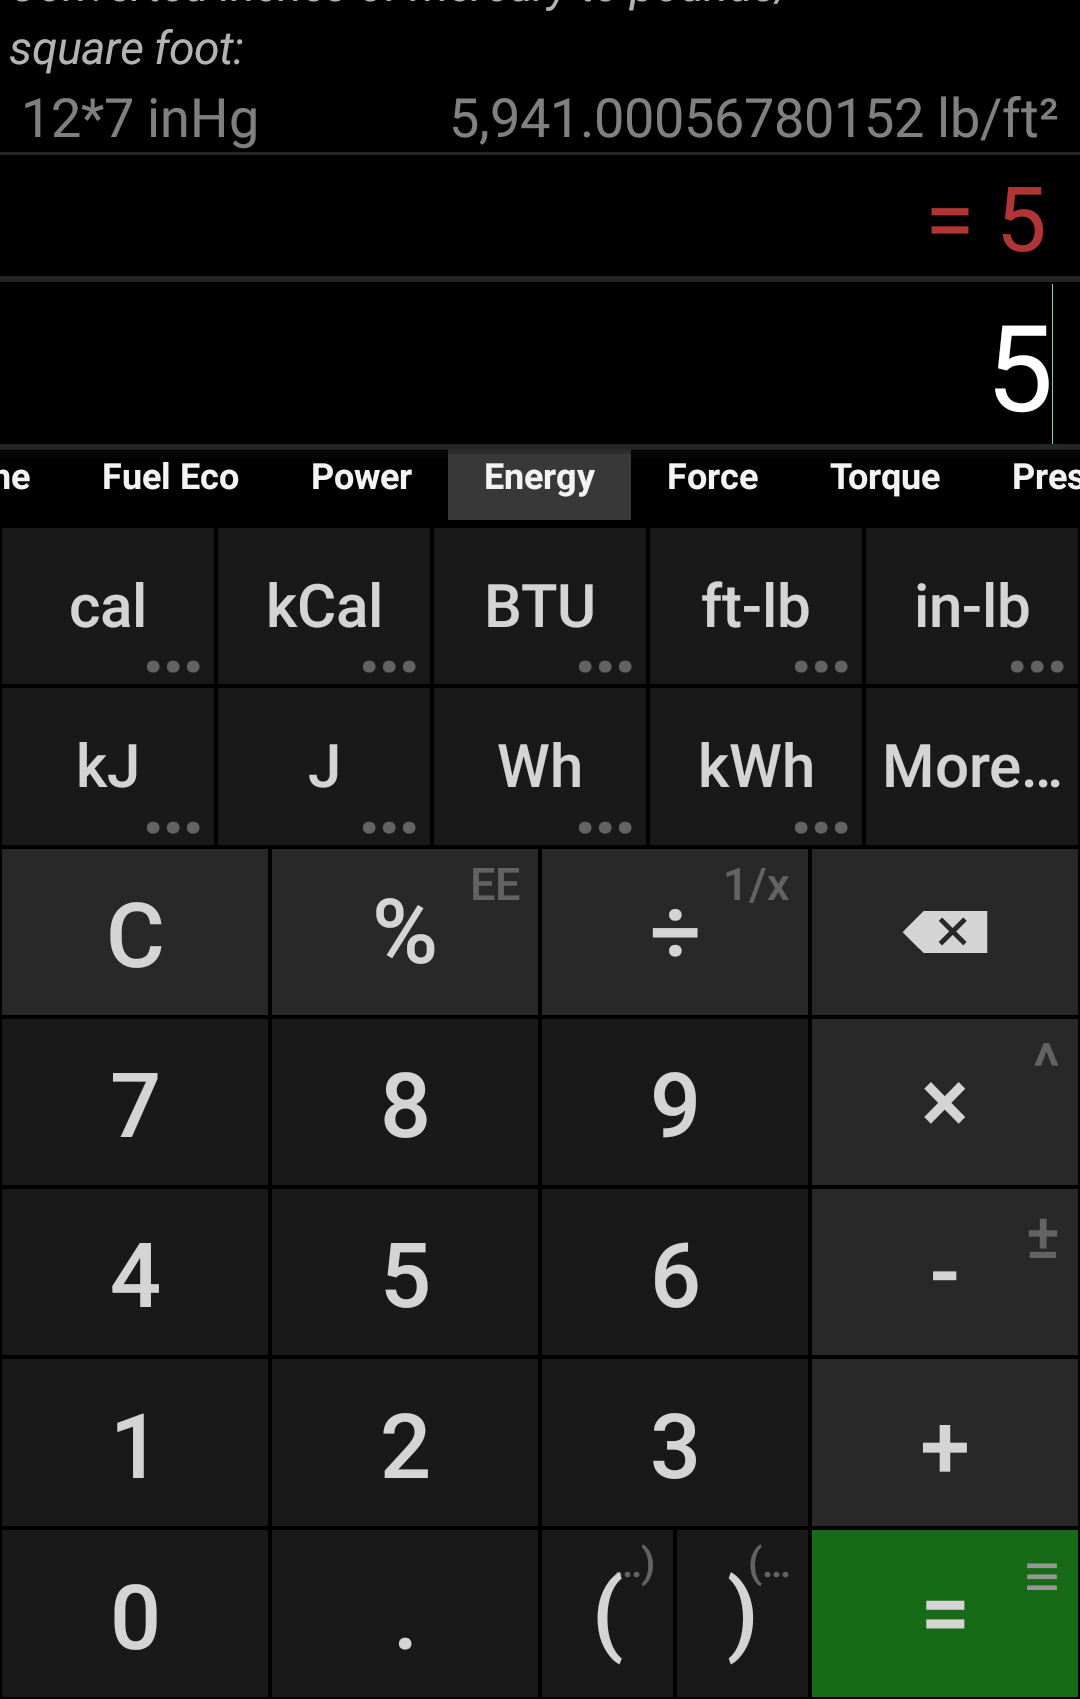 square foot:
12*7 inHg 5,941.00056780152 lb/ft²
= 5
5
ne Fuel Eco Power Energy Force Torque Pres
cal kCal BTU ft-lb in-lb
kJ J Wh kWh More...
C % EE ÷ 1/x
7 8 9 × ^
4 5 6 - ±
1 2 3 +
0 . ( ..) ) (... = ≡